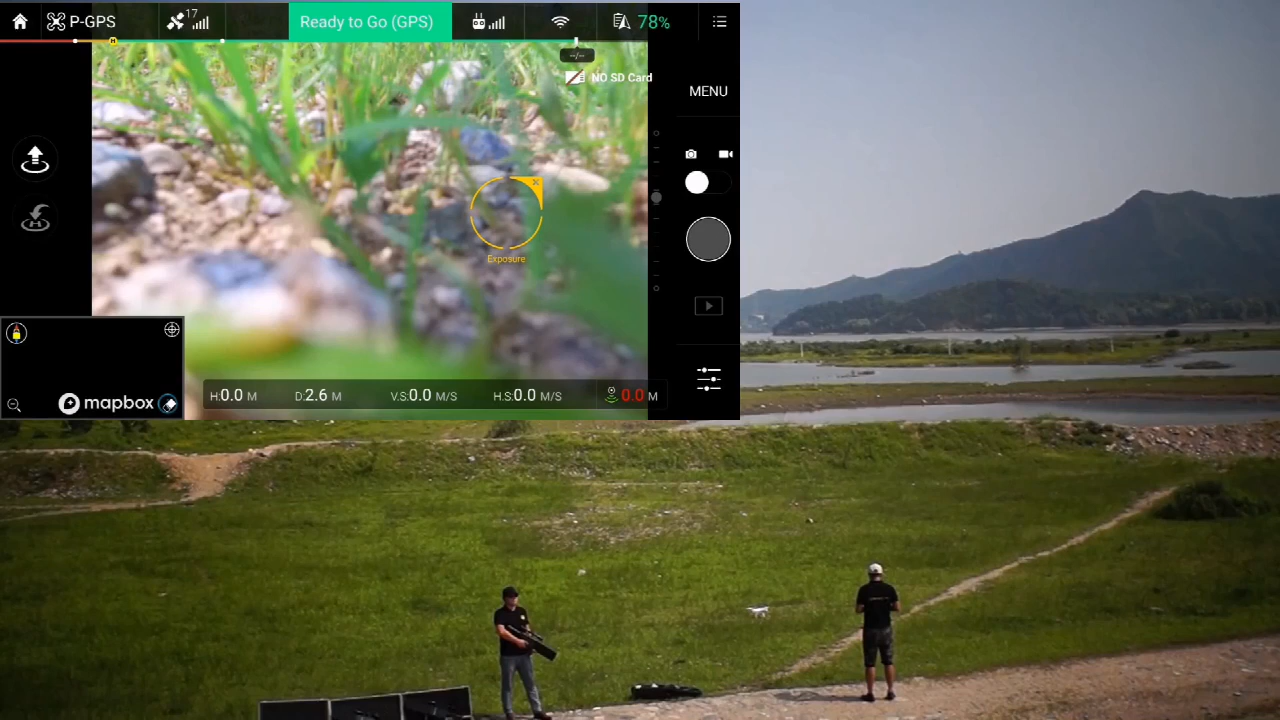 P-GPS
17
Ready to Go (GPS)
78%
-/--
NO SD Card
MENU
Exposure
H
mapbox
H:0.0 M
D:2.6 M
V.S:0.0 M/S
H.S:0.0 M/S
0.0 M